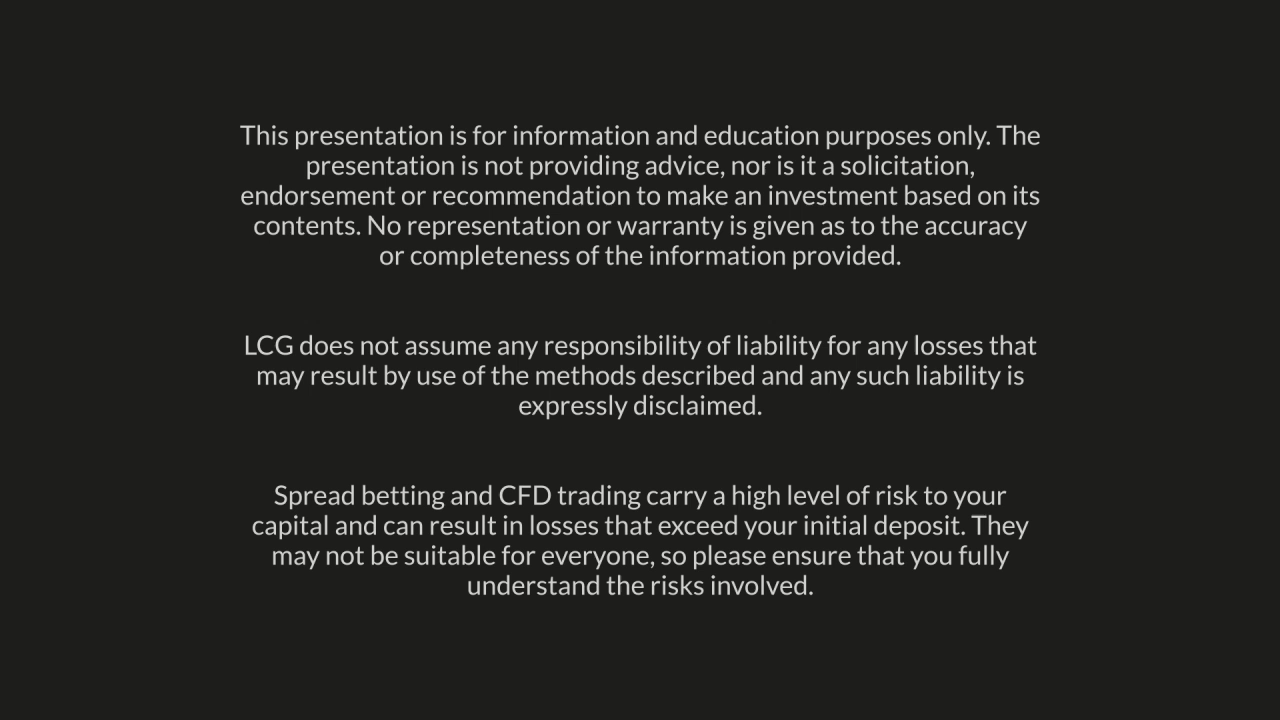 This presentation is for information and education purposes only. The
presentation is not providing advice, nor is it a solicitation,
endorsement or recommendation to make an investment based on its
contents. No representation or warranty is given as to the accuracy
or completeness of the information provided.
LCG does not assume any responsibility of liability for any losses that
may result by use of the methods described and any such liability is
expressly disclaimed.
Spread betting and CFD trading carry a high level of risk to your
capital and can result in losses that exceed your initial deposit. They
may not be suitable for everyone, so please ensure that you fully
understand the risks involved.